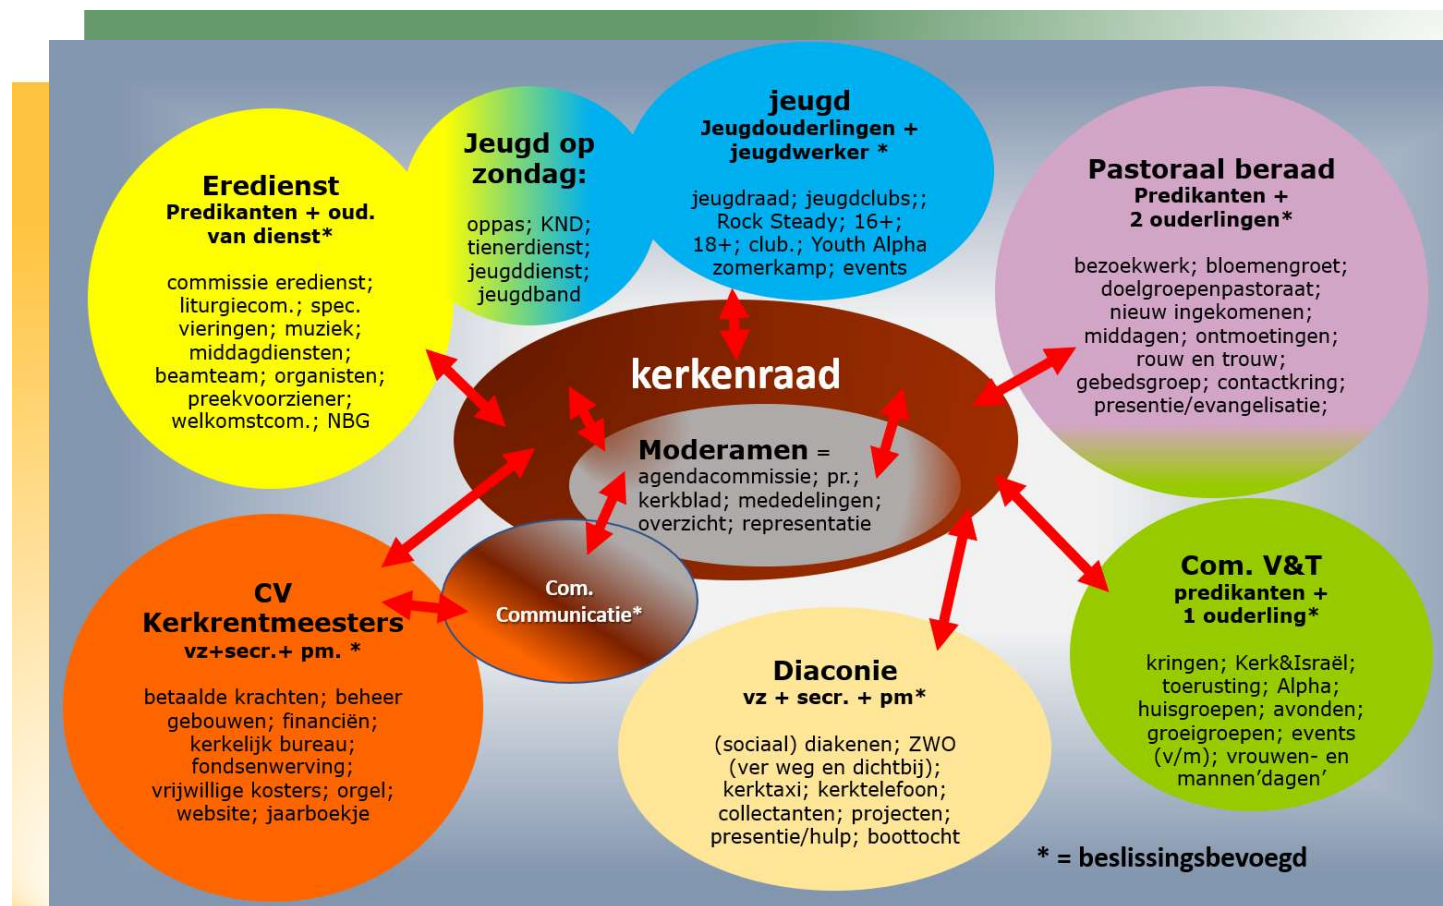 Eredienst
Predikanten + oud.
van dienst*
commissie eredienst;
liturgiecom.; spec.
vieringen; muziek;
middagdiensten;
beamteam; organisten;
preekvoorziener;
welkomstcom.; NBG
Jeugd op
zondag:
oppas; KND;
tienerdienst;
jeugddienst;
jeugdband
jeugd
Jeugdouderlingen +
jeugdwerker *
jeugdraad; jeugdclubs;;
Rock Steady; 16+;
18+; club.; Youth Alpha
zomerkamp; events
Pastoraal beraad
Predikanten +
2 ouderlingen*
bezoekwerk; bloemengroet;
doelgroepenpastoraat;
nieuw ingekomenen;
middagen; ontmoetingen;
rouw en trouw;
gebedsgroep; contactkring;
presentie/evangelisatie;
kerkenraad
Moderamen =
agendacommissie; pr.;
kerkblad; mededelingen;
overzicht; representatie
Com.
Communicatie*
CV
Kerkrentmeesters
vz+secr.+ pm. *
betaalde krachten; beheer
gebouwen; financiën;
kerkelijk bureau;
fondsenwerving;
vrijwillige kosters; orgel;
website; jaarboekje
Diaconie
vz + secr. + pm*
(sociaal) diakenen; ZWO
(ver weg en dichtbij);
kerktaxi; kerktelefoon;
collectanten; projecten;
presentie/hulp; boottocht
Com. V&T
predikanten +
1 ouderling*
kringen; Kerk&Israël;
toerusting; Alpha;
huisgroepen; avonden;
groeigroepen; events
(v/m); vrouwen- en
mannen’dagen’
* = beslissingsbevoegd